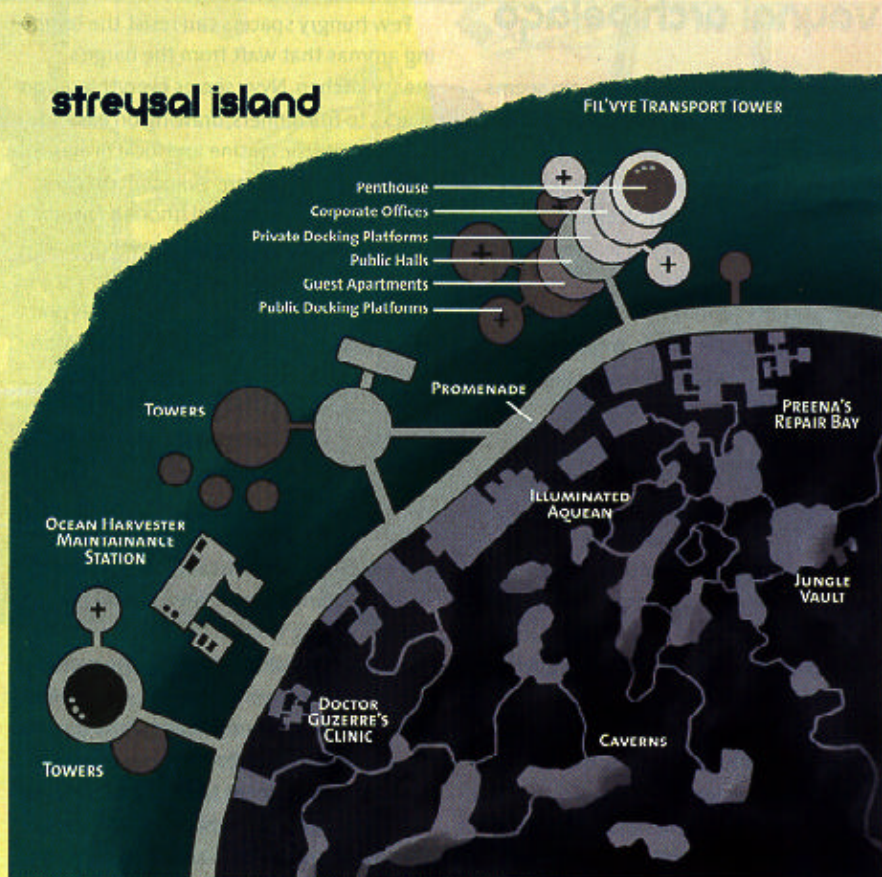 streysal island
FIL'VYE TRANSPORT TOWER
Penthouse
Corporate Offices
Private Docking Platforms
Public Halls
Guest Apartments
Public Docking Platforms
PROMENADE
TOWERS
PREENA'S
REPAIR BAY
ILLUMINATED
AQUEAN
OCEAN HARVESTER
MAINTAINANCE
STATION
JUNGLE
VAULT
DOCTOR
GUZERRE'S
CLINIC
CAVERNS
TOWERS